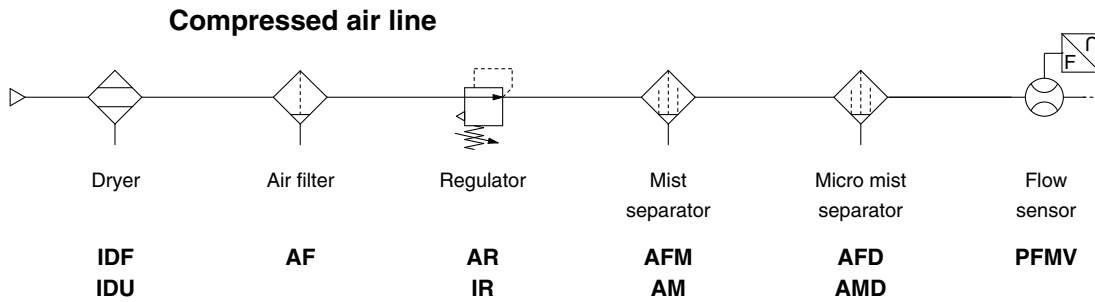 Compressed air line
F
Dryer Air filter Regulator Mist Micro mist Flow
separator separator sensor
IDF AF AR AFM AFD PFMV
IDU IR AM AMD